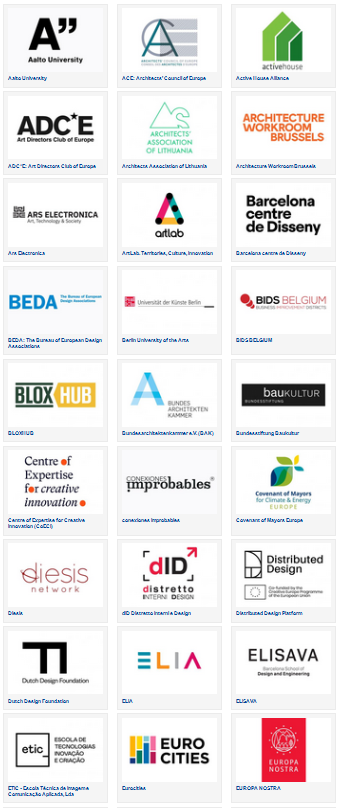 A”
Aalto University
Aalto University
ACE
ARCHITECTS' COUNCIL OF EUROPE
CONSEIL DES ARCHITECTES D'EUROPE
ACE: Architects' Council of Europe
activehouse
Active House Alliance
ADC*E
Art Directors Club of Europe
ADC*E: Art Directors Club of Europe
AS
ARCHITECTS'
ASSOCIATION
OF LITHUANIA
Architects Association of Lithuania
ARCHITECTURE
WORKROOM
BRUSSELS
Architecture Workroom Brussels
ARS ELECTRONICA
Art, Technology & Society
Ars Electronica
artlab
ArtLab, Territories, Culture, Innovation
Barcelona
centre
de Disseny
Barcelona centre de Disseny
BEDA
The Bureau of European
Design Associations
BEDA: The Bureau of European Design
Associations
Universität der Künste Berlin
Berlin University of the Arts
BIDS BELGIUM
BUSINESS IMPROVEMENT DISTRICTS
BIDS BELGIUM
BLOXHUB
BLOXHUB
BUNDES
ARCHITEKTEN
KAMMER
Bundesarchitektenkammer e.V. (BAK)
bauKULTUR
BUNDESSTIFTUNG
Bundesstiftung Baukultur
Centre of
Expertise
for creative
innovation
Centre of Expertise for Creative
Innovation (CoECI)
CONEXIONES
improbables
conexiones improbables
Covenant of Mayors
for Climate & Energy
EUROPE
Covenant of Mayors Europe
diesis
network
Diesis
dID
distretto
INTERNI DESIGN
dID Distretto Interni e Design
Distributed
Design
Co-funded by the
Creative Europe Programme
of the European Union
Distributed Design Platform
Dutch Design Foundation
Dutch Design Foundation
ELIA
ELIA
ELISAVA
Barcelona School of
Design and Engineering
ELISAVA
etic_
ESCOLA DE
TECNOLOGIAS
INOVAÇÃO
E CRIAÇÃO
ETIC - Escola Técnica de Imagem e
Comunicação Aplicada, Lda
EURO
CITIES
Eurocities
EUROPA
NOSTRA
EUROPA NOSTRA